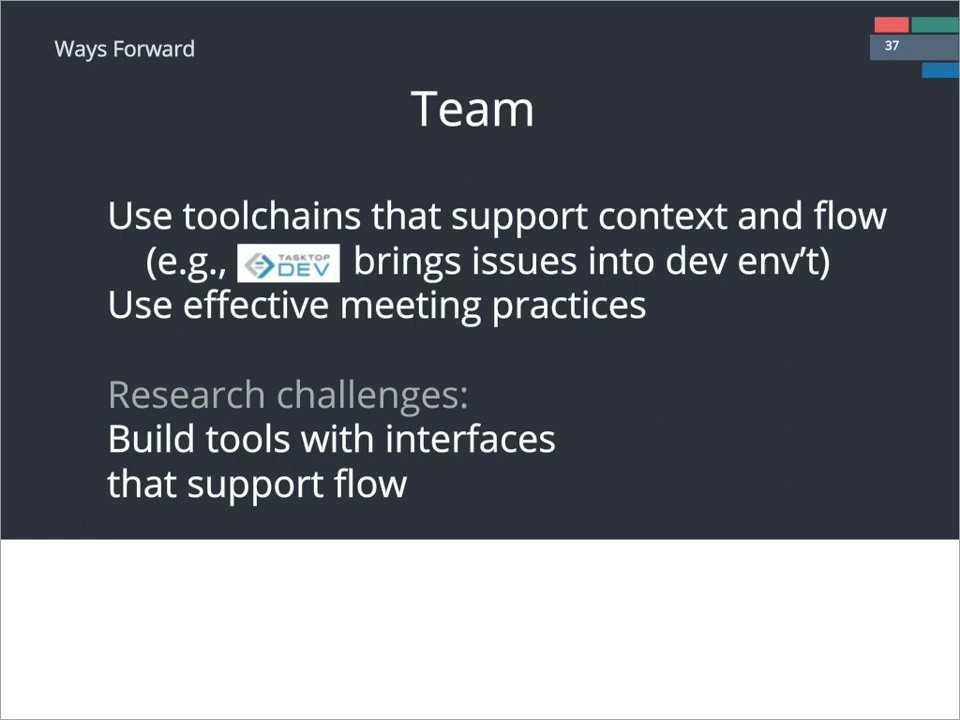 Ways Forward
37
Team
Use toolchains that support context and flow
(e.g., TASKTOP DEV brings issues into dev env’t)
Use effective meeting practices
Research challenges:
Build tools with interfaces
that support flow